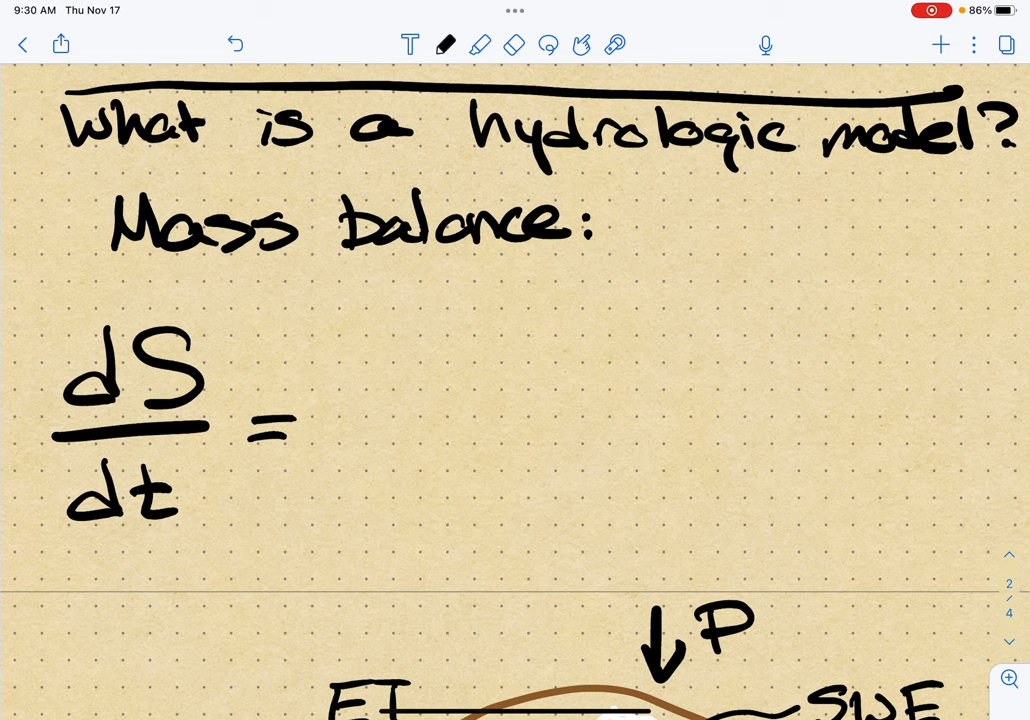 9:30 AM Thu Nov 17
86%
T
What is a hydrologic model?
Mass balance:
dS
dt
=
2
/
4
P
ET
SWE